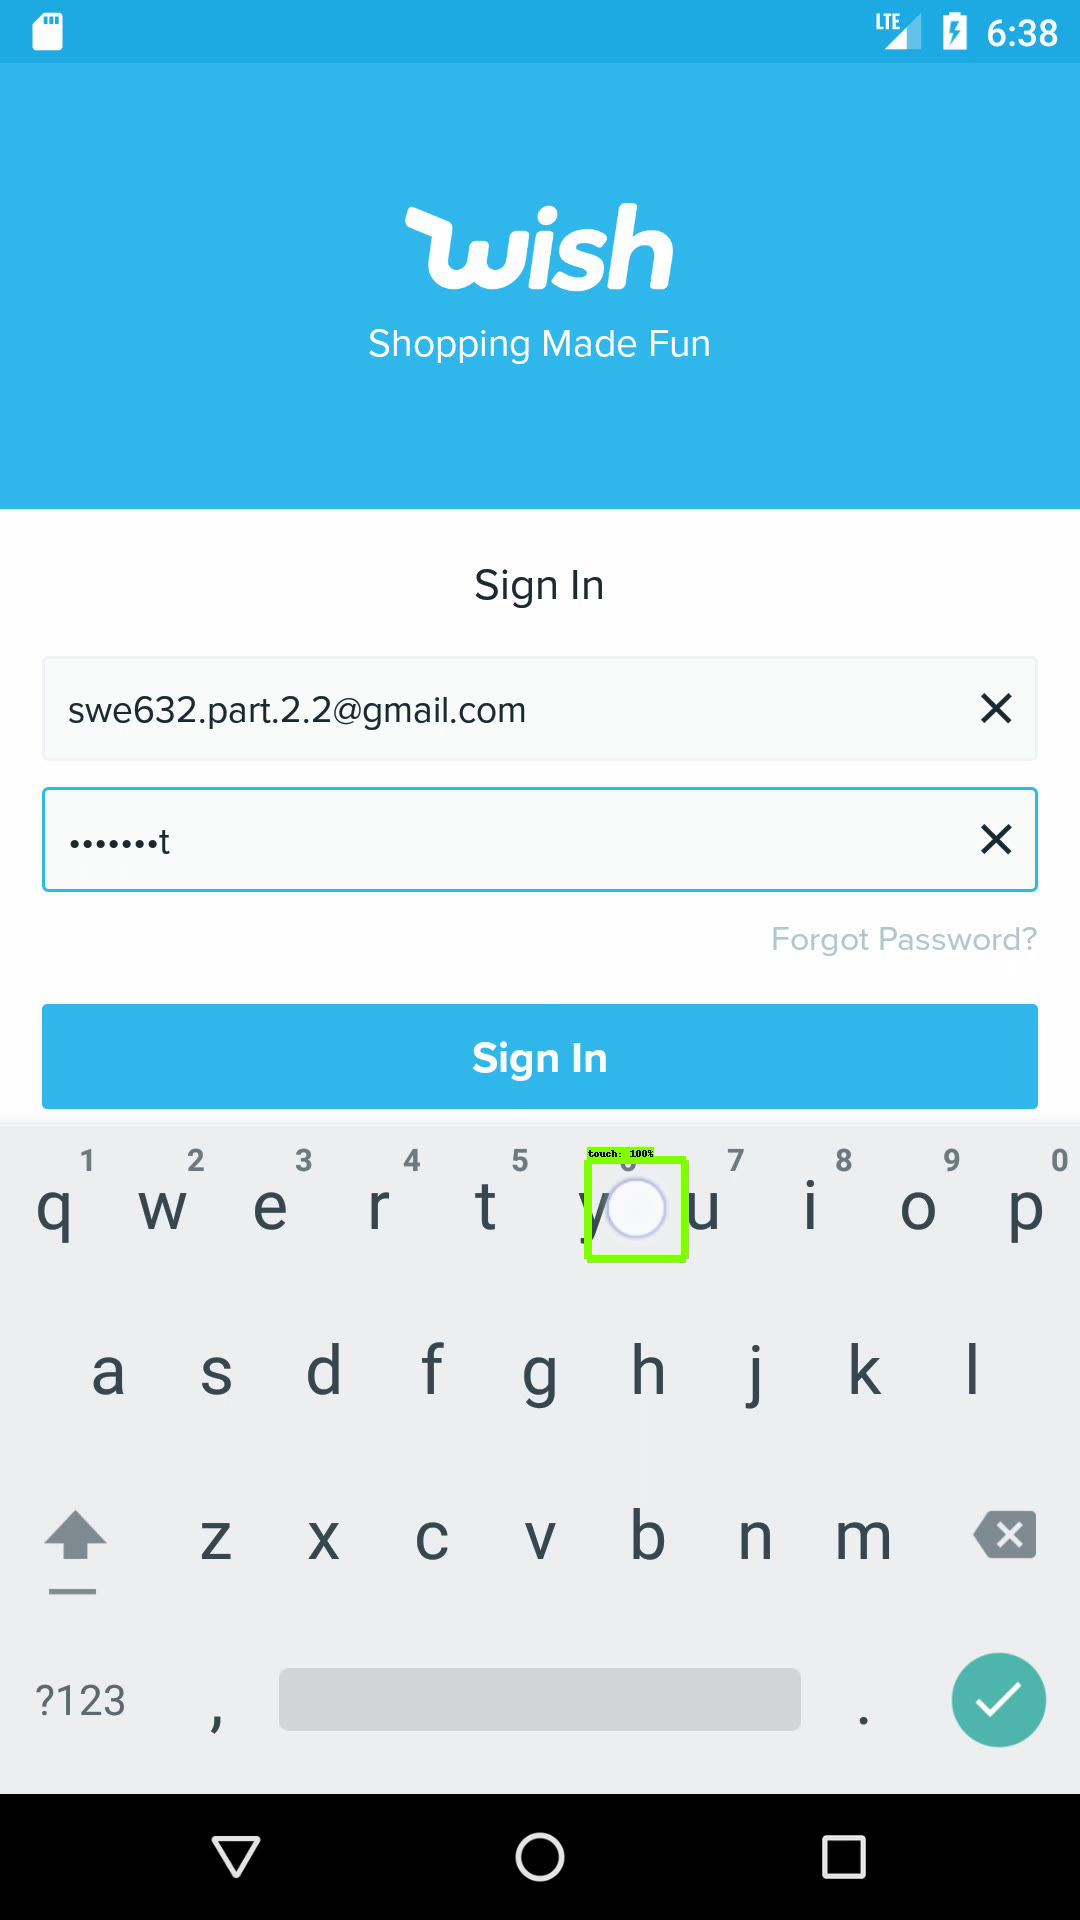 LTE 6:38
wish
Shopping Made Fun
Sign In
swe632.part.2.2@gmail.com
•••••••t
Forgot Password?
Sign In
touch: 100%
1 2 3 4 5 7 8 9 0
q w e r t y u i o p
a s d f g h j k l
z x c v b n m
?123 , .